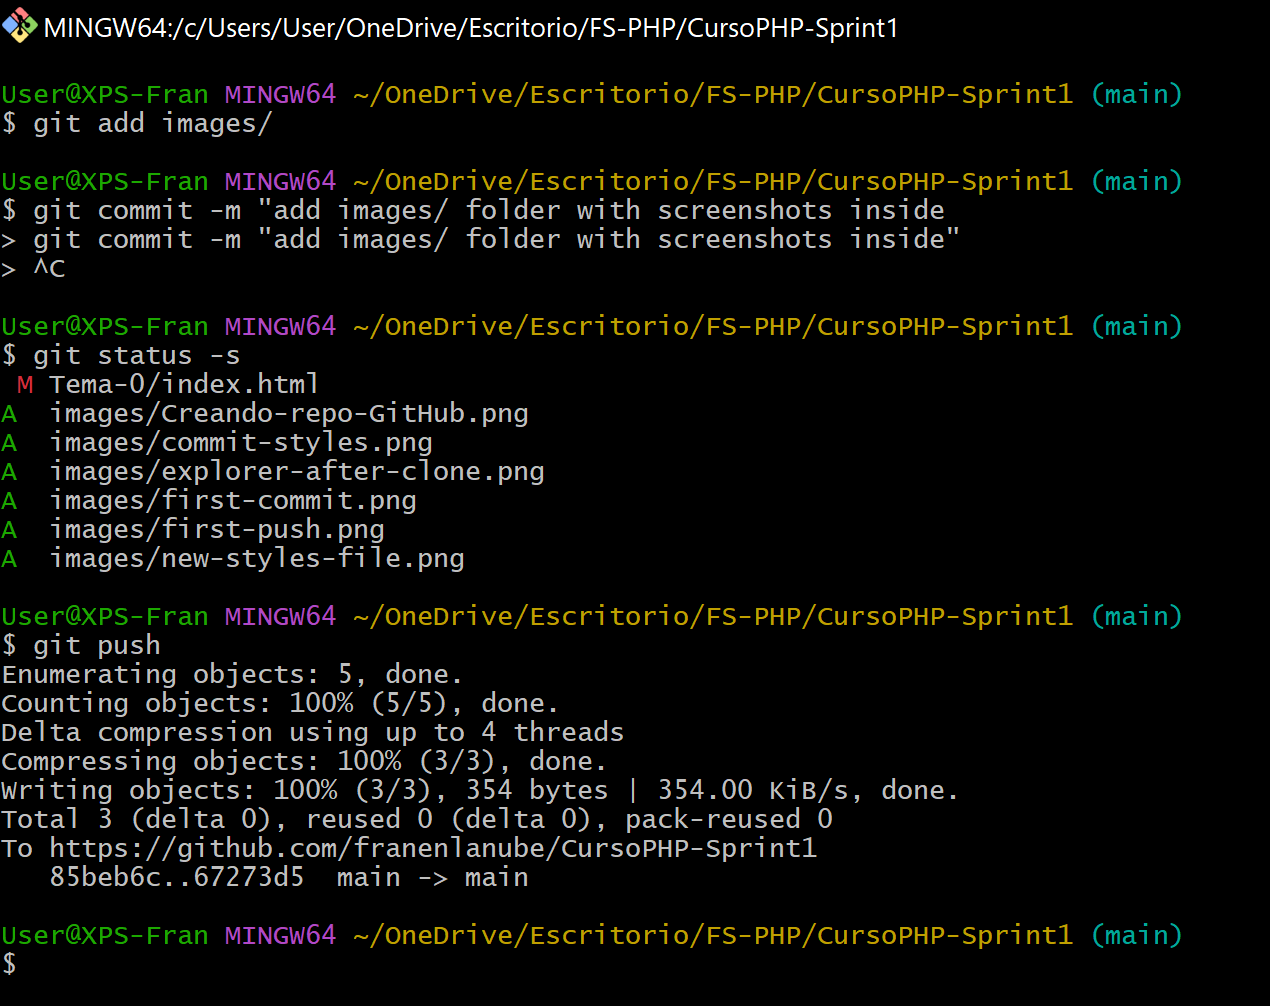 MINGW64:/c/Users/User/OneDrive/Escritorio/FS-PHP/CursoPHP-Sprint1
User@XPS-Fran MINGW64 ~/OneDrive/Escritorio/FS-PHP/CursoPHP-Sprint1 (main)
$ git add images/
User@XPS-Fran MINGW64 ~/OneDrive/Escritorio/FS-PHP/CursoPHP-Sprint1 (main)
$ git commit -m "add images/ folder with screenshots inside
> git commit -m "add images/ folder with screenshots inside"
> ^C
User@XPS-Fran MINGW64 ~/OneDrive/Escritorio/FS-PHP/CursoPHP-Sprint1 (main)
$ git status -s
 M Tema-0/index.html
A  images/Creando-repo-GitHub.png
A  images/commit-styles.png
A  images/explorer-after-clone.png
A  images/first-commit.png
A  images/first-push.png
A  images/new-styles-file.png
User@XPS-Fran MINGW64 ~/OneDrive/Escritorio/FS-PHP/CursoPHP-Sprint1 (main)
$ git push
Enumerating objects: 5, done.
Counting objects: 100% (5/5), done.
Delta compression using up to 4 threads
Compressing objects: 100% (3/3), done.
Writing objects: 100% (3/3), 354 bytes | 354.00 KiB/s, done.
Total 3 (delta 0), reused 0 (delta 0), pack-reused 0
To https://github.com/franenlanube/CursoPHP-Sprint1
   85beb6c..67273d5  main -> main
User@XPS-Fran MINGW64 ~/OneDrive/Escritorio/FS-PHP/CursoPHP-Sprint1 (main)
$